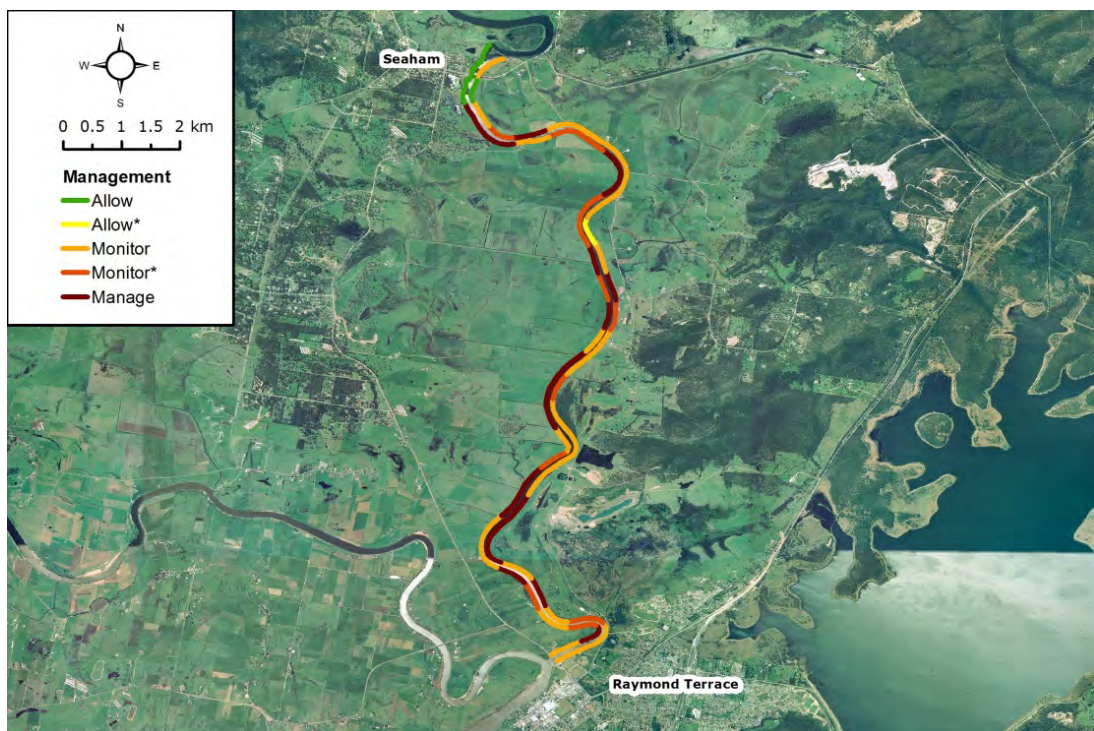 N
W E
S
0 0.5 1 1.5 2 km
Management
Allow
Allow*
Monitor
Monitor*
Manage
Seaham
Raymond Terrace